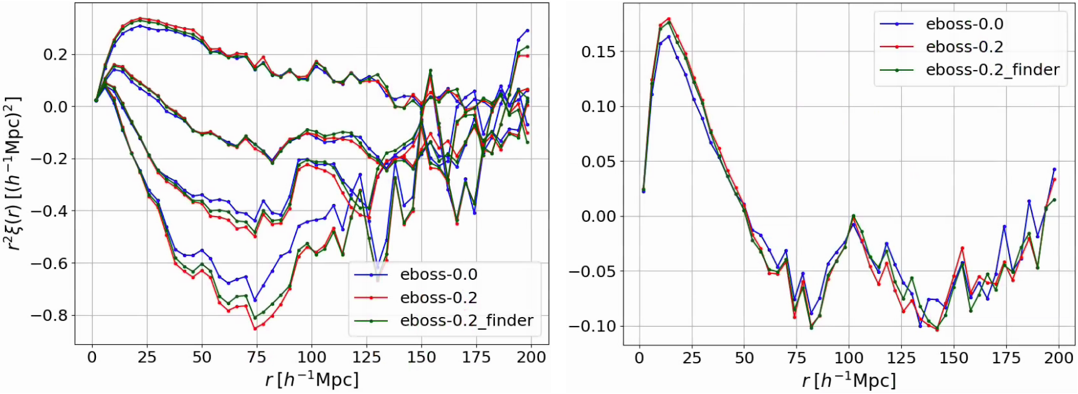 0.2
0.0
−0.2
−0.4
−0.6
−0.8
r²ξ(r) [(h⁻¹Mpc)²]
0 25 50 75 100 125 150 175 200
r [h⁻¹Mpc]
eboss-0.0
eboss-0.2
eboss-0.2_finder
0.15
0.10
0.05
0.00
−0.05
−0.10
0 25 50 75 100 125 150 175 200
r [h⁻¹Mpc]
eboss-0.0
eboss-0.2
eboss-0.2_finder